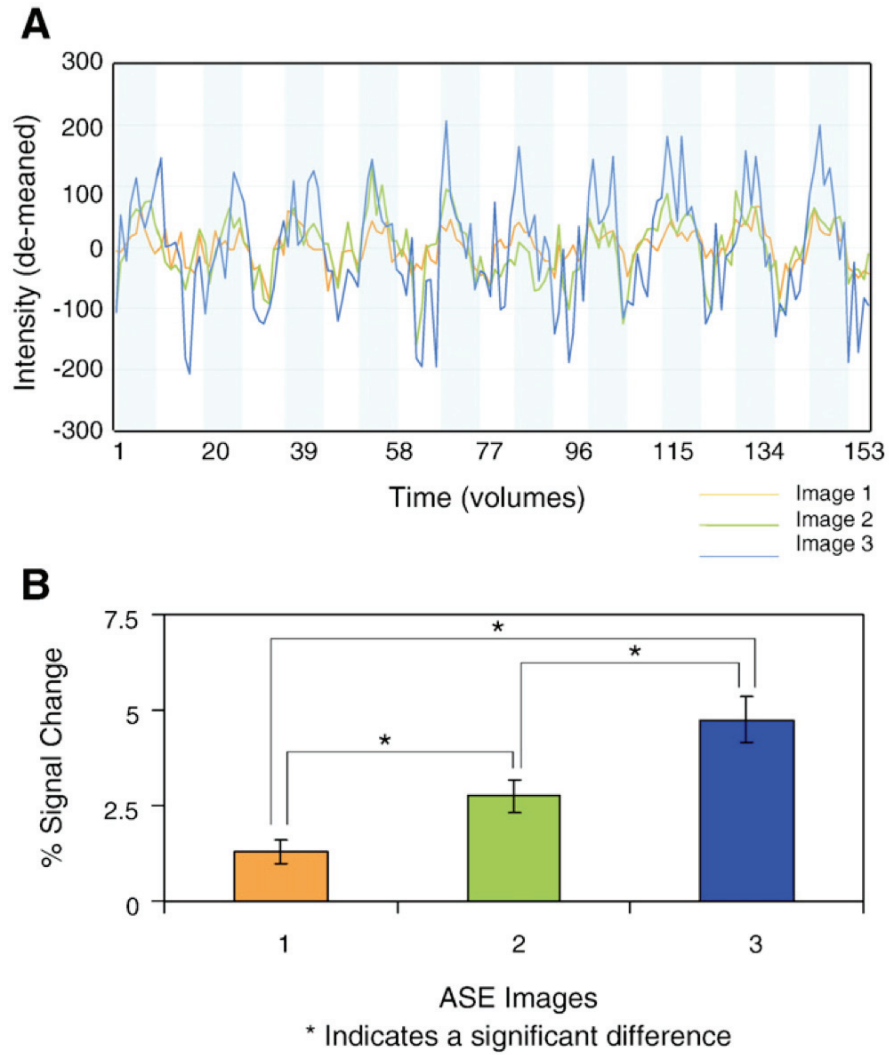 A
Intensity (de-meaned)
300
200
100
0
-100
-200
-300
1 20 39 58 77 96 115 134 153
Time (volumes)
Image 1
Image 2
Image 3
B
% Signal Change
7.5
5
2.5
0
*
*
*
1 2 3
ASE Images
* Indicates a significant difference